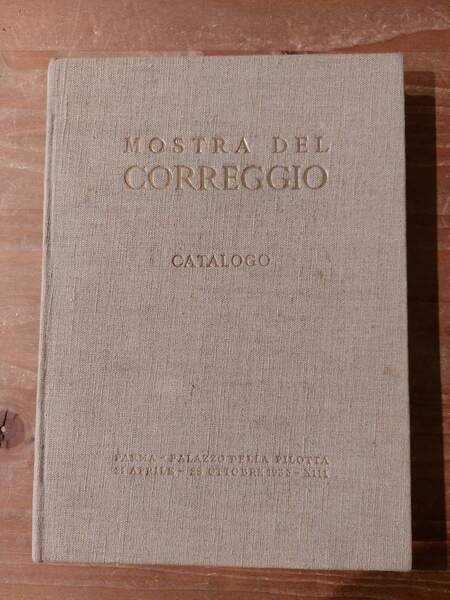 MOSTRA DEL
CORREGGIO
CATALOGO
PARMA - PALAZZO DELLA PILOTTA
21 APRILE - 28 OTTOBRE 1935 - XIII